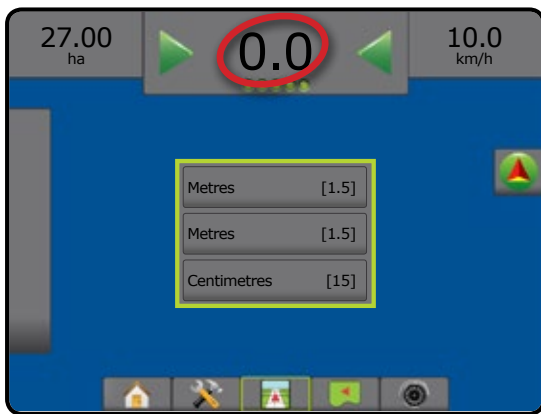 27.00
ha
0.0
10.0
km/h
Metres [1.5]
Metres [1.5]
Centimetres [15]